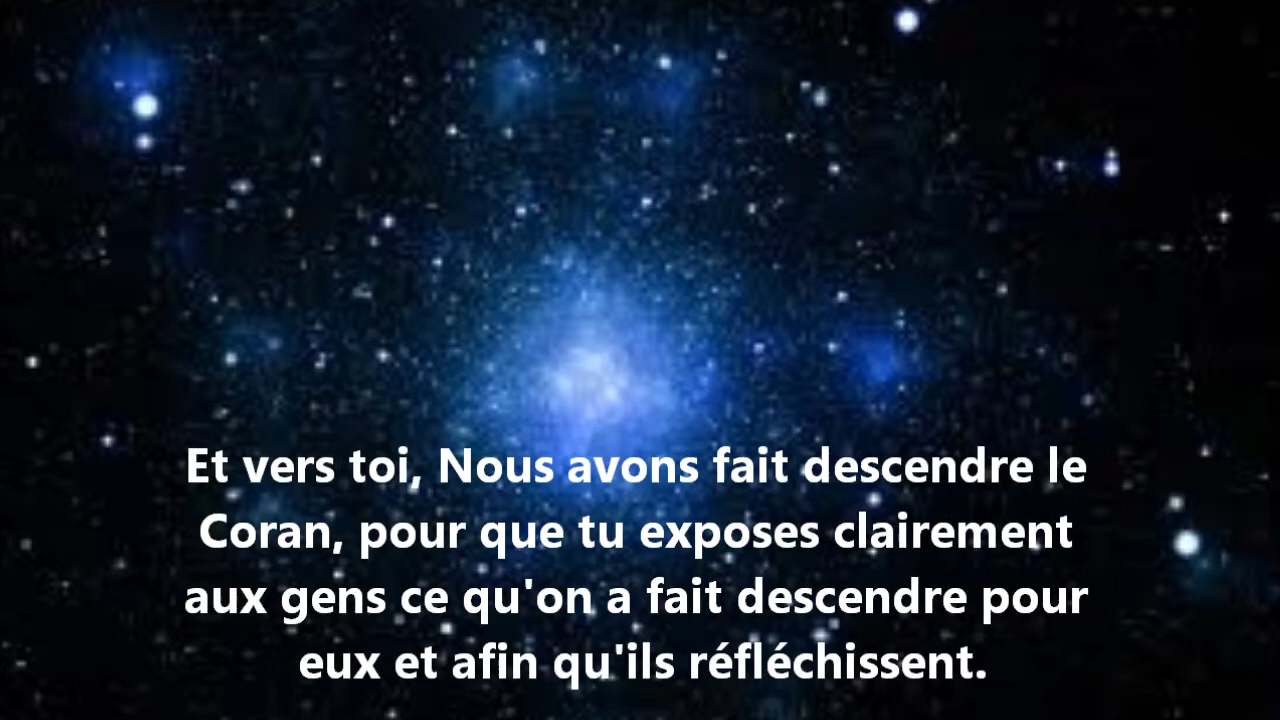 Et vers toi, Nous avons fait descendre le
Coran, pour que tu exposes clairement
aux gens ce qu'on a fait descendre pour
eux et afin qu'ils réfléchissent.